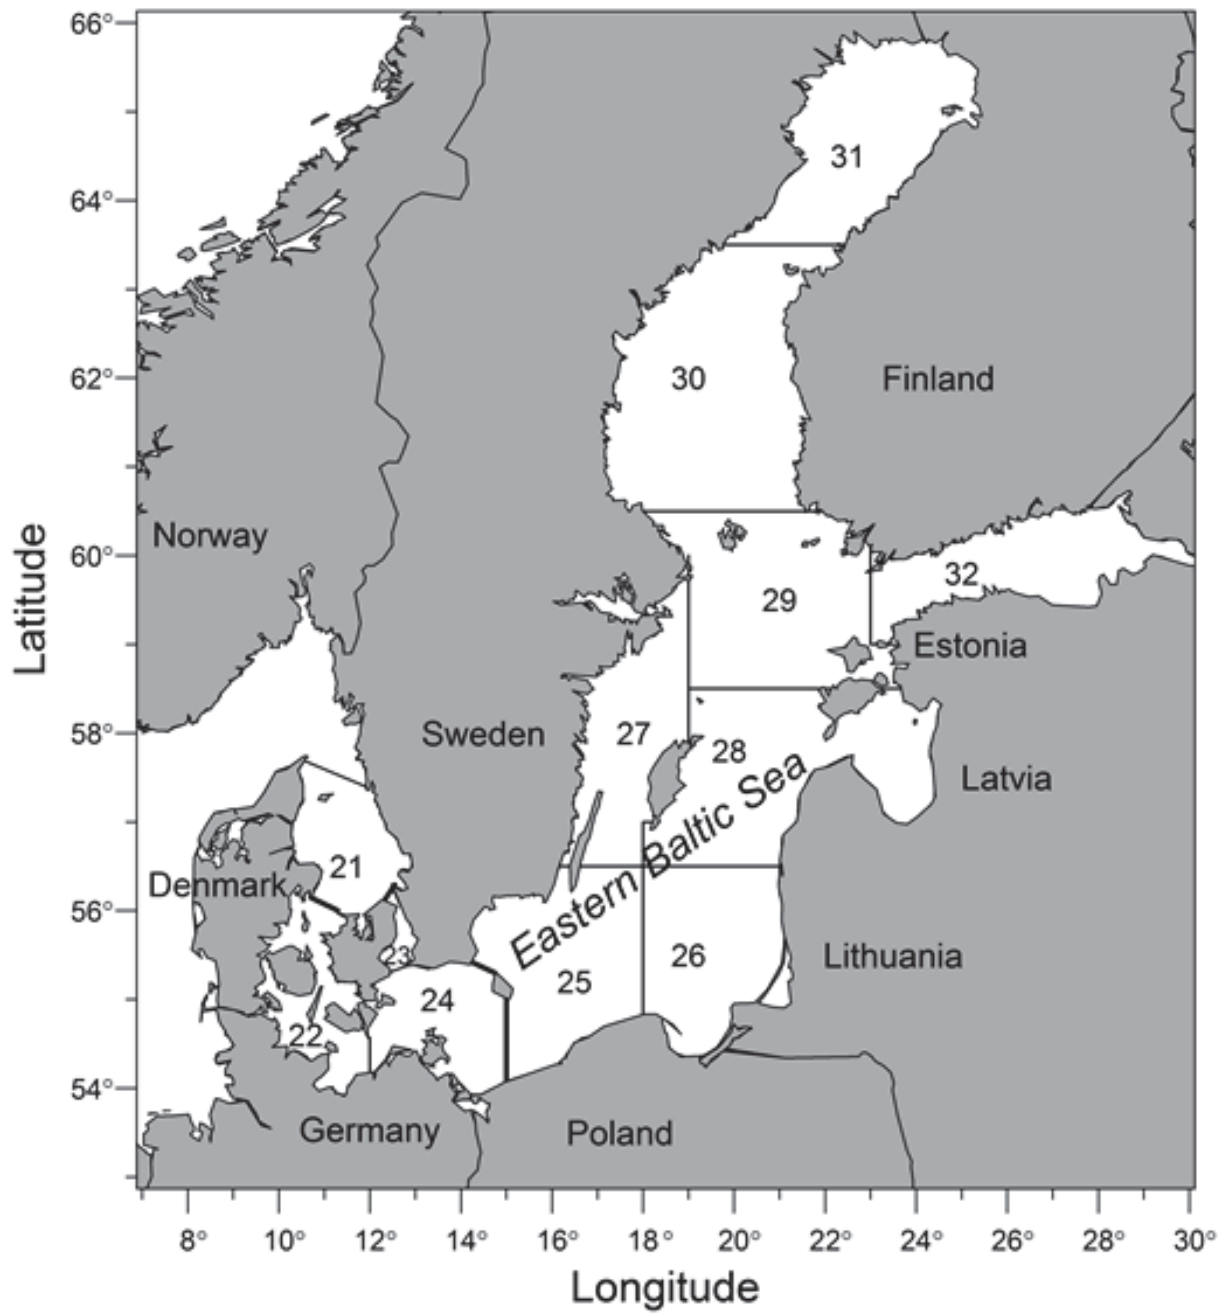 66°
64°
62°
60°
58°
56°
54°
Latitude
31
30
Finland
Norway
32
29
Estonia
Sweden
27
28
Latvia
Eastern Baltic Sea
21
Denmark
23
26
Lithuania
25
24
22
Germany
Poland
8° 10° 12° 14° 16° 18° 20° 22° 24° 26° 28° 30°
Longitude